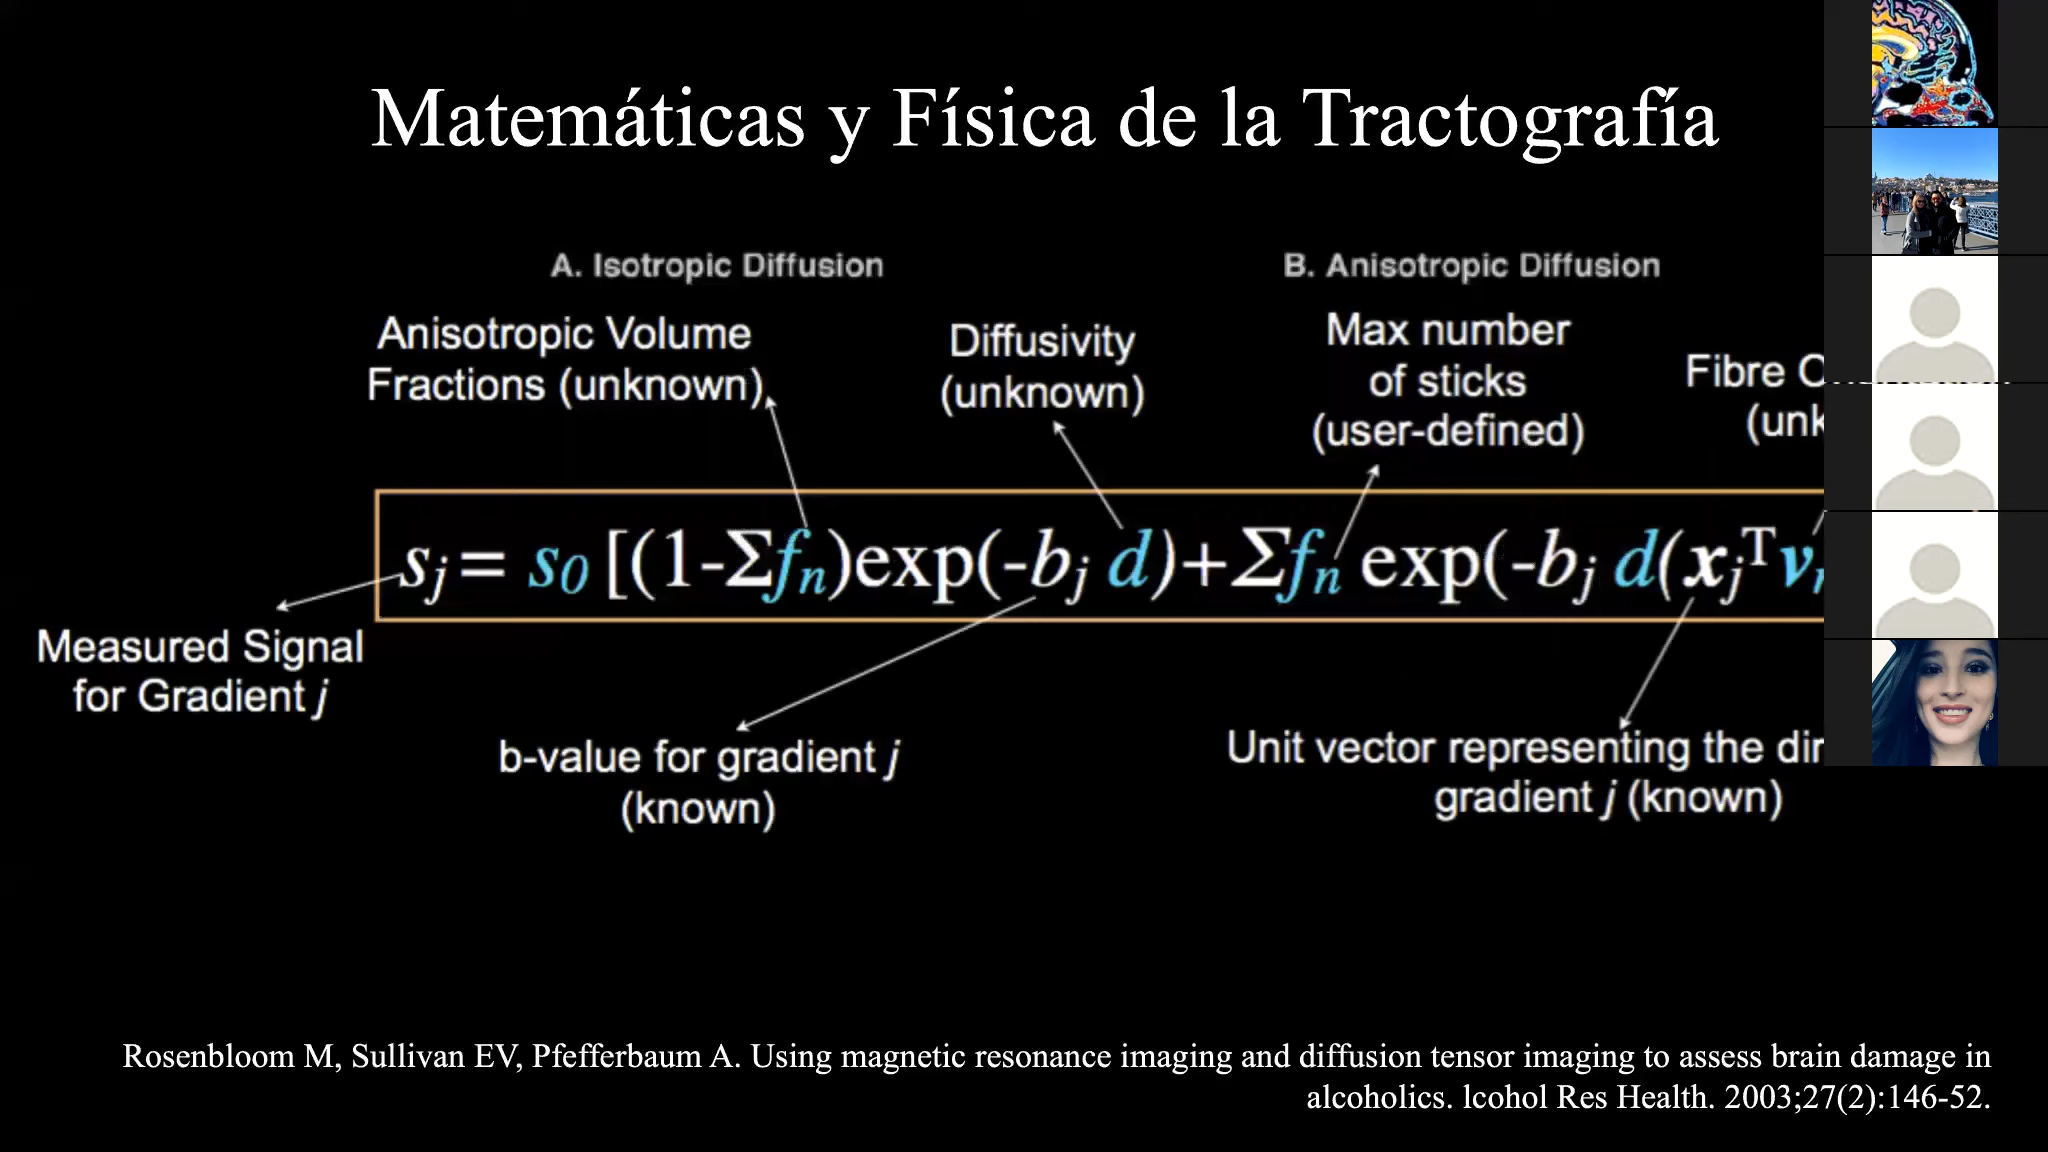 Matemáticas y Física de la Tractografía
A. Isotropic Diffusion
B. Anisotropic Diffusion
Anisotropic Volume
Fractions (unknown)
Diffusivity
(unknown)
Max number
of sticks
(user-defined)
Fibre
sj = s0 [(1-Σfn)exp(-bj d)+Σfn exp(-bj d(xjTv
Measured Signal
for Gradient j
b-value for gradient j
(known)
Unit vector representing the
gradient j (known)
Rosenbloom M, Sullivan EV, Pfefferbaum A. Using magnetic resonance imaging and diffusion tensor imaging to assess brain damage in
alcoholics. lcohol Res Health. 2003;27(2):146-52.